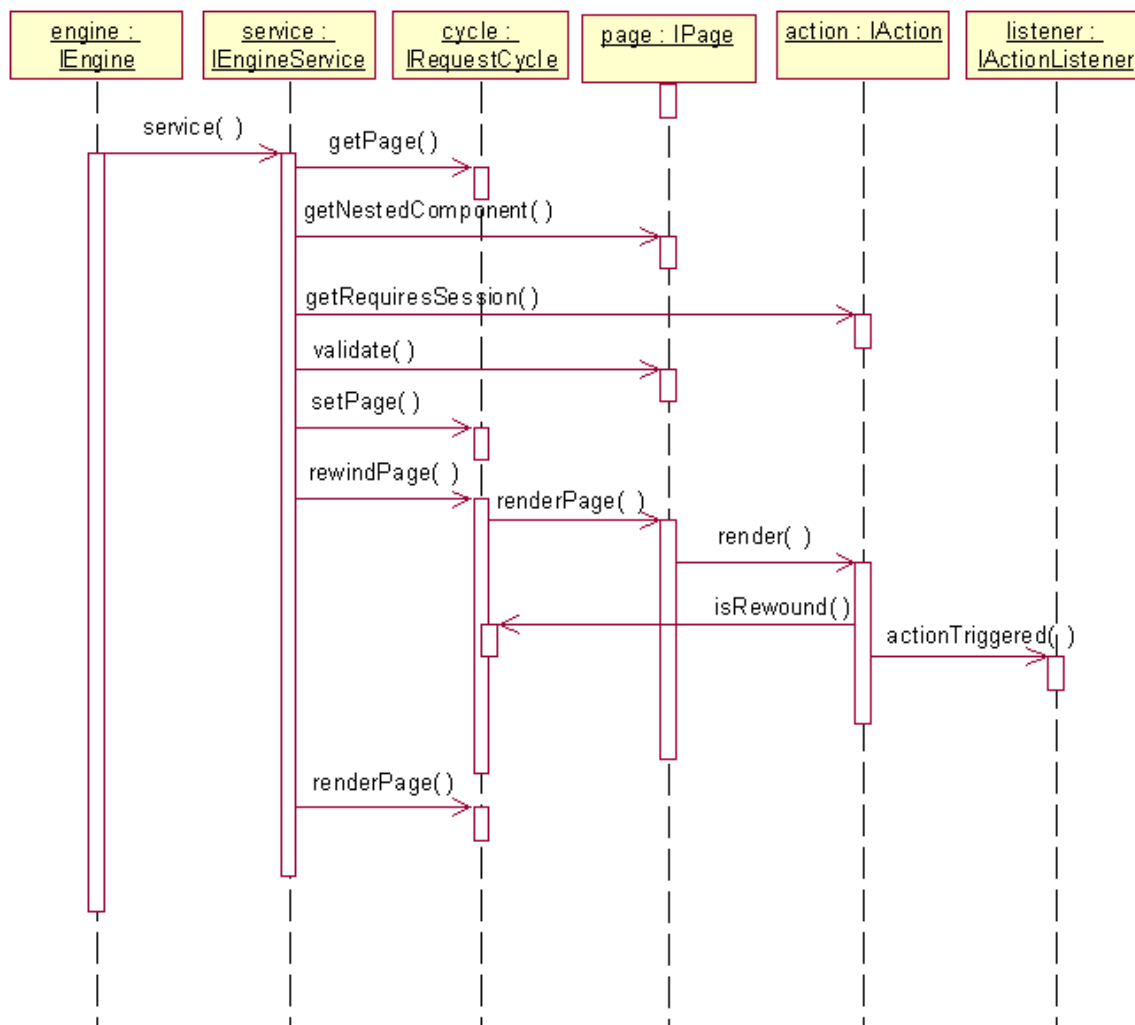 engine :
IEngine
service :
IEngineService
cycle :
IRequestCycle
page : IPage
action : IAction
listener :
IActionListener
service( )
getPage()
getNestedComponent()
getRequiresSession()
validate()
setPage()
rewindPage( )
renderPage( )
render( )
isRewound()
actionTriggered( )
renderPage()